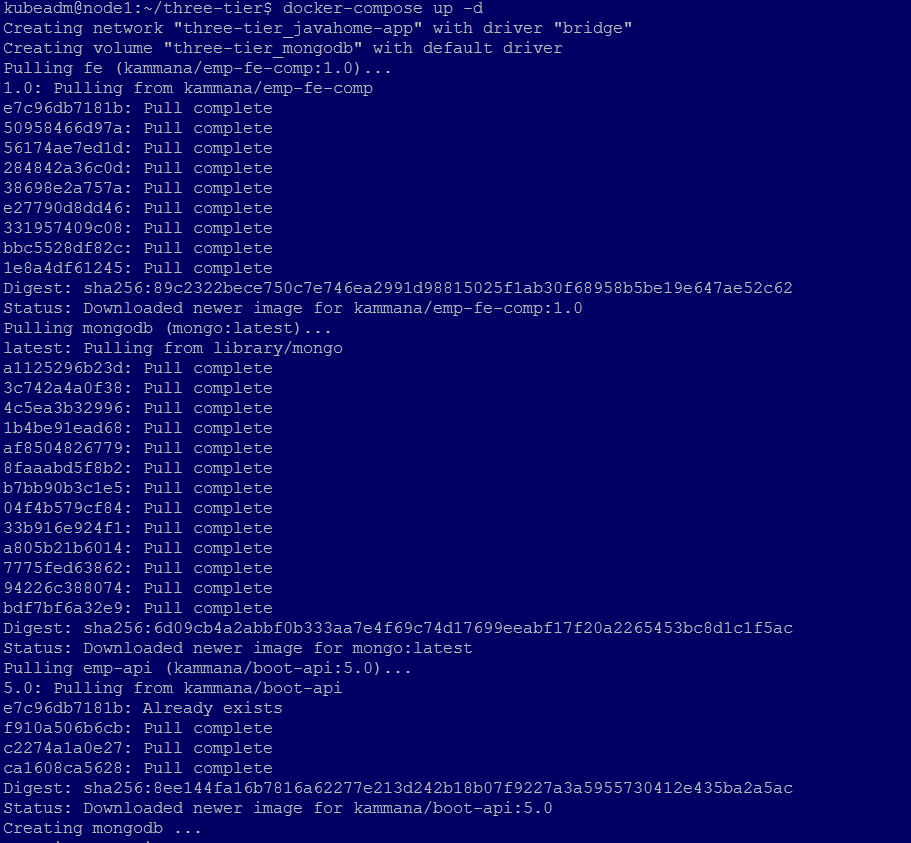 kubeadm@node1:~/three-tier$ docker-compose up -d
Creating network "three-tier_javahome-app" with driver "bridge"
Creating volume "three-tier_mongodb" with default driver
Pulling fe (kammana/emp-fe-comp:1.0)...
1.0: Pulling from kammana/emp-fe-comp
e7c96db7181b: Pull complete
50958466d97a: Pull complete
56174ae7ed1d: Pull complete
284842a36c0d: Pull complete
38698e2a757a: Pull complete
e27790d8dd46: Pull complete
331957409c08: Pull complete
bbc5528df82c: Pull complete
1e8a4df61245: Pull complete
Digest: sha256:89c2322bece750c7e746ea2991d98815025f1ab30f68958b5be19e647ae52c62
Status: Downloaded newer image for kammana/emp-fe-comp:1.0
Pulling mongodb (mongo:latest)...
latest: Pulling from library/mongo
a1125296b23d: Pull complete
3c742a4a0f38: Pull complete
4c5ea3b32996: Pull complete
1b4be91ead68: Pull complete
af8504826779: Pull complete
8faaabd5f8b2: Pull complete
b7bb90b3c1e5: Pull complete
04f4b579cf84: Pull complete
33b916e924f1: Pull complete
a805b21b6014: Pull complete
7775fed63862: Pull complete
94226c388074: Pull complete
bdf7bf6a32e9: Pull complete
Digest: sha256:6d09cb4a2abbf0b333aa7e4f69c74d17699eeabf17f20a2265453bc8d1c1f5ac
Status: Downloaded newer image for mongo:latest
Pulling emp-api (kammana/boot-api:5.0)...
5.0: Pulling from kammana/boot-api
e7c96db7181b: Already exists
f910a506b6cb: Pull complete
c2274a1a0e27: Pull complete
ca1608ca5628: Pull complete
Digest: sha256:8ee144fa16b7816a62277e213d242b18b07f9227a3a5955730412e435ba2a5ac
Status: Downloaded newer image for kammana/boot-api:5.0
Creating mongodb ...